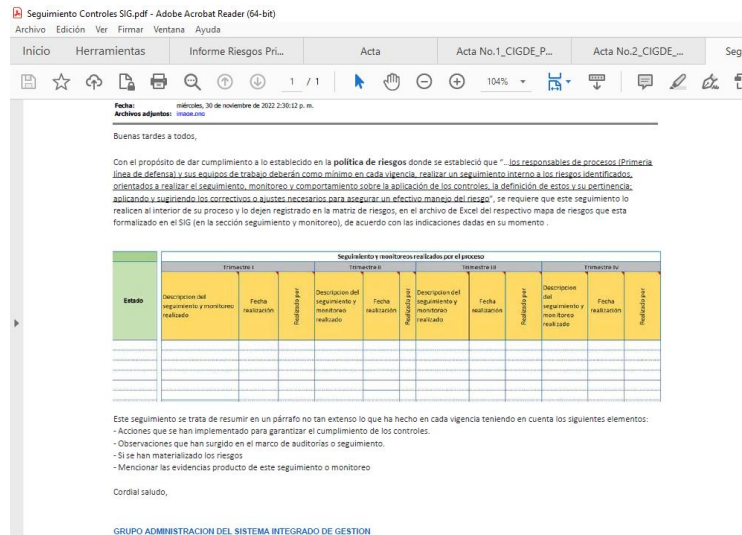 Seguimiento Controles SIG.pdf - Adobe Acrobat Reader (64-bit)
Archivo Edición Ver Firmar Ventana Ayuda
Inicio Herramientas Informe Riesgos Pri... Acta Acta No.1_CIGDE_P... Acta No.2_CIGDE_... Seg
1 / 1 104%
Fecha: miércoles, 30 de noviembre de 2022 2:30:12 p. m.
Archivos adjuntos: image.png
Buenas tardes a todos,
Con el propósito de dar cumplimiento a lo establecido en la política de riesgos donde se estableció que "...los responsables de procesos (Primeria
línea de defensa) y sus equipos de trabajo deberán como mínimo en cada vigencia, realizar un seguimiento interno a los riesgos identificados,
orientados a realizar el seguimiento, monitoreo y comportamiento sobre la aplicación de los controles, la definición de estos y su pertinencia;
aplicando y sugiriendo los correctivos o ajustes necesarios para asegurar un efectivo manejo del riesgo", se requiere que este seguimiento lo
realicen al interior de su proceso y lo dejen registrado en la matriz de riesgos, en el archivo de Excel del respectivo mapa de riesgos que esta
formalizado en el SIG (en la sección seguimiento y monitoreo), de acuerdo con las indicaciones dadas en su momento .
Seguimiento y monitoreos realizados por el proceso
Trimestre I Trimestre II Trimestre III Trimestre IV
Estado
Descripcion del seguimiento y monitoreo realizado Fecha realización Realizado por
Descripcion del seguimiento y monitoreo realizado Fecha realización Realizado por
Descripcion del seguimiento y monitoreo realizado Fecha realización Realizado por
Descripcion del seguimiento y monitoreo realizado Fecha realización Realizado por
Este seguimiento se trata de resumir en un párrafo no tan extenso lo que ha hecho en cada vigencia teniendo en cuenta los siguientes elementos:
- Acciones que se han implementado para garantizar el cumplimiento de los controles.
- Observaciones que han surgido en el marco de auditorías o seguimiento.
- Si se han materializado los riesgos
- Mencionar las evidencias producto de este seguimiento o monitoreo
Cordial saludo,
GRUPO ADMINISTRACION DEL SISTEMA INTEGRADO DE GESTION